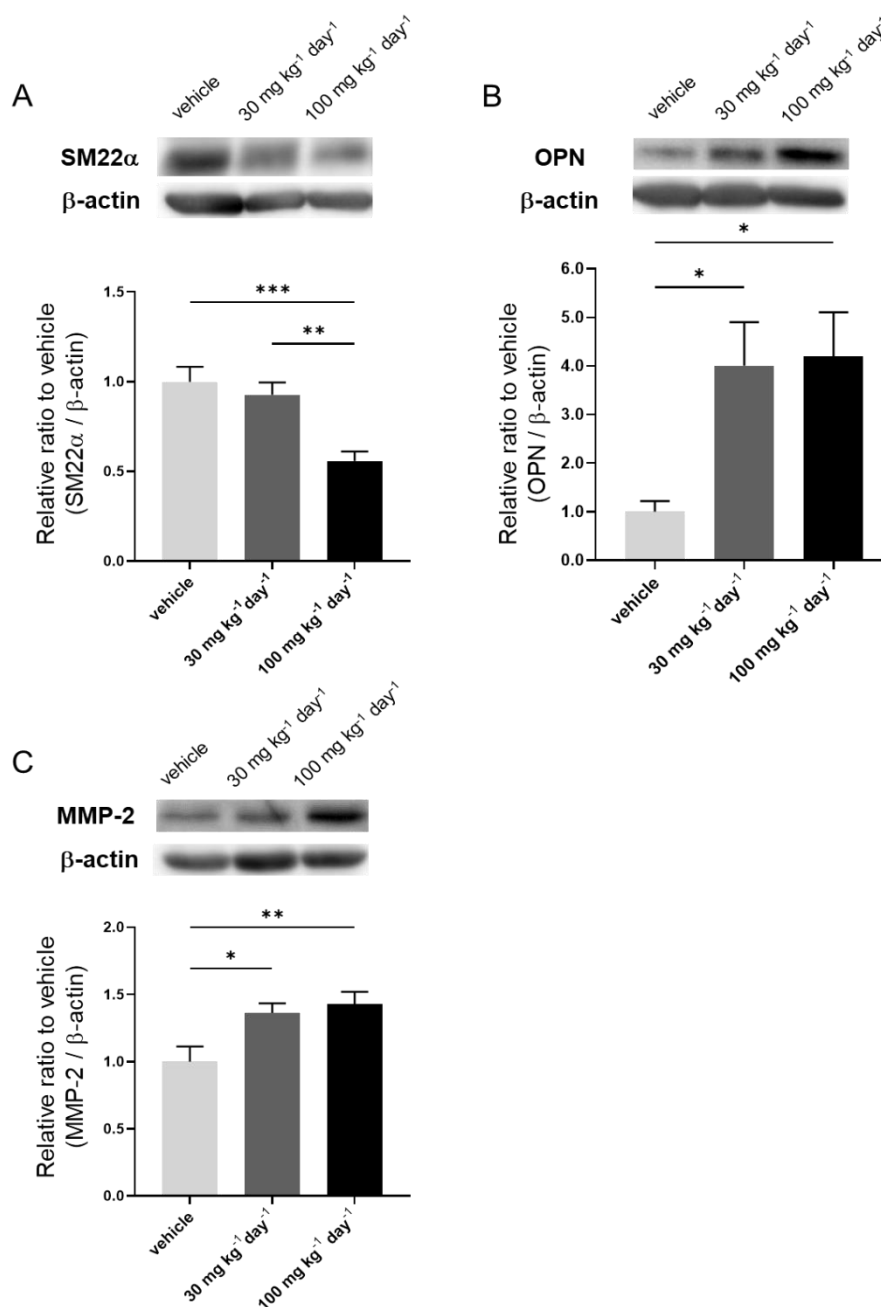 A
vehicle
30 mg kg⁻¹ day⁻¹
100 mg kg⁻¹ day⁻¹
SM22α
β-actin
Relative ratio to vehicle
(SM22α / β-actin)
1.5
1.0
0.5
0.0
***
**
vehicle
30 mg kg⁻¹ day⁻¹
100 mg kg⁻¹ day⁻¹
B
vehicle
30 mg kg⁻¹ day⁻¹
100 mg kg⁻¹ day⁻¹
OPN
β-actin
Relative ratio to vehicle
(OPN / β-actin)
6.0
5.0
4.0
3.0
2.0
1.0
0.0
*
*
vehicle
30 mg kg⁻¹ day⁻¹
100 mg kg⁻¹ day⁻¹
C
vehicle
30 mg kg⁻¹ day⁻¹
100 mg kg⁻¹ day⁻¹
MMP-2
β-actin
Relative ratio to vehicle
(MMP-2 / β-actin)
2.0
1.5
1.0
0.5
0.0
**
*
vehicle
30 mg kg⁻¹ day⁻¹
100 mg kg⁻¹ day⁻¹